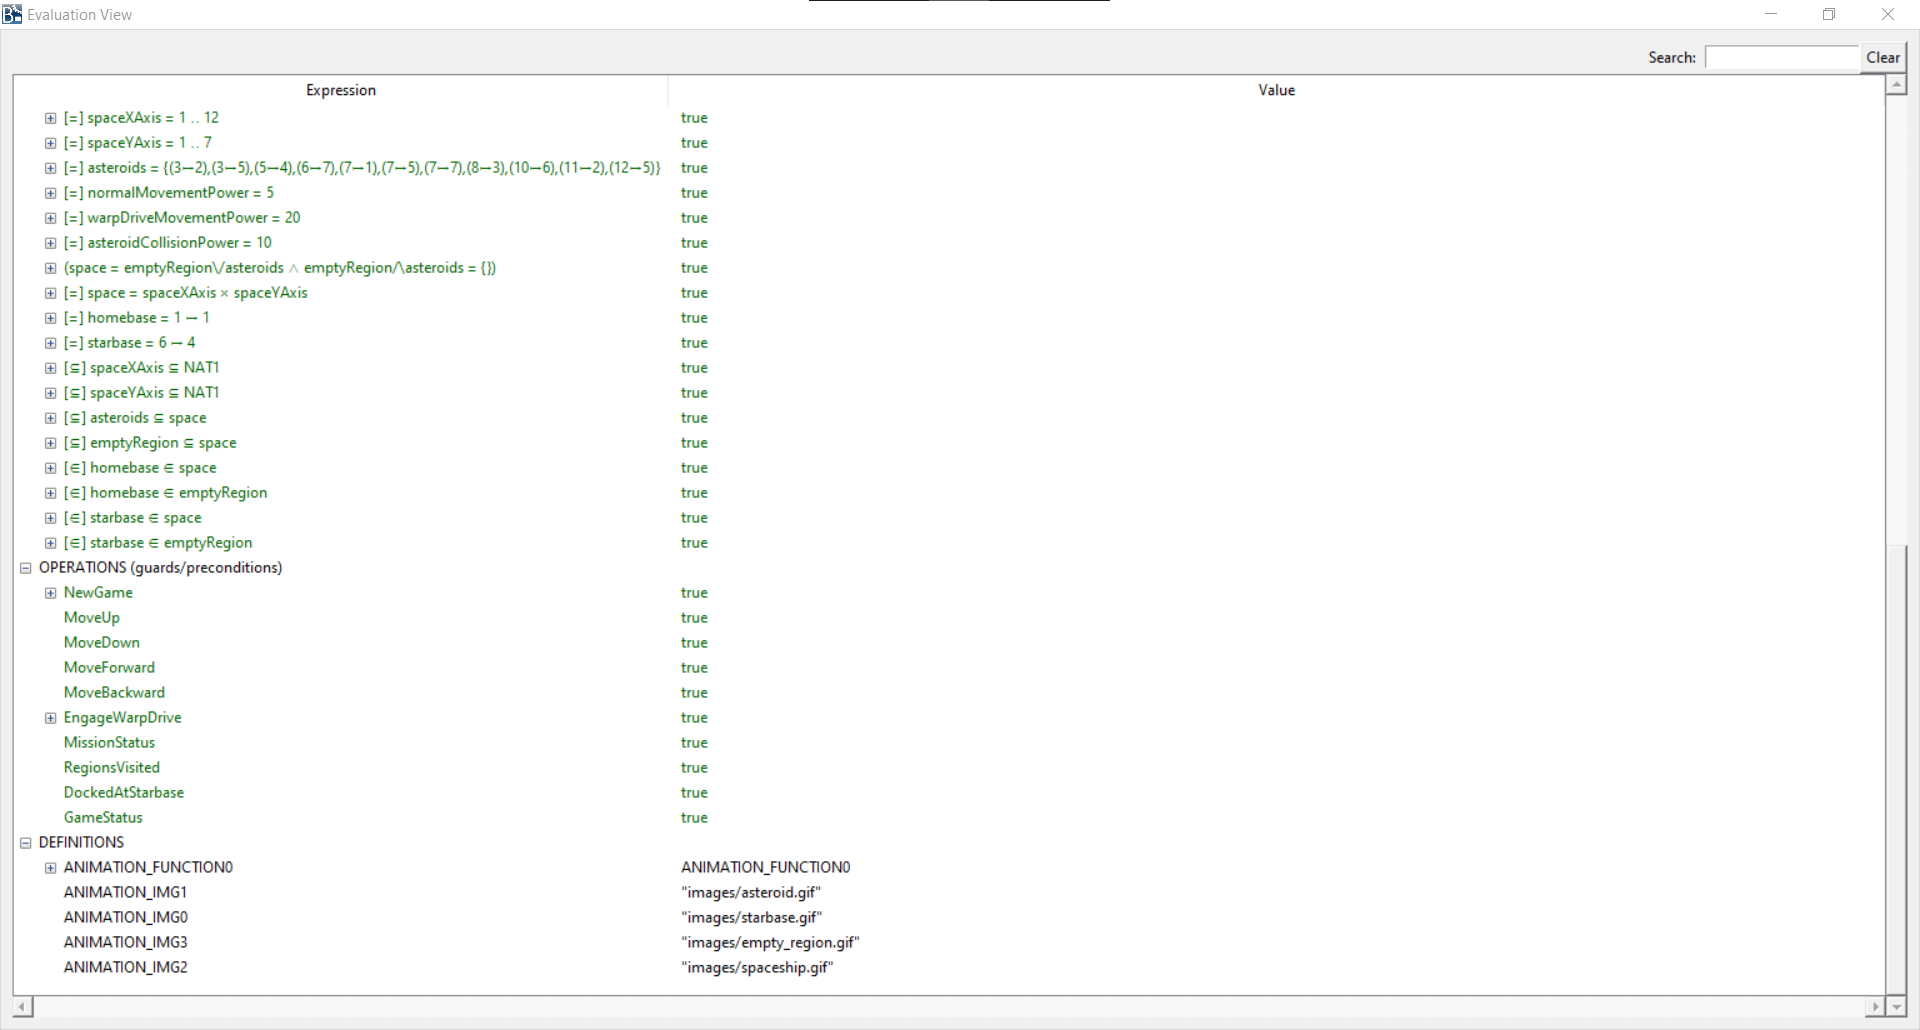 Evaluation View
Search: Clear
Expression Value
[=] spaceXAxis = 1 .. 12 true
[=] spaceYAxis = 1 .. 7 true
[=] asteroids = {(3↦2),(3↦5),(5↦4),(6↦7),(7↦1),(7↦5),(7↦7),(8↦3),(10↦6),(11↦2),(12↦5)} true
[=] normalMovementPower = 5 true
[=] warpDriveMovementPower = 20 true
[=] asteroidCollisionPower = 10 true
(space = emptyRegion\/asteroids ∧ emptyRegion/\asteroids = {}) true
[=] space = spaceXAxis × spaceYAxis true
[=] homebase = 1 ↦ 1 true
[=] starbase = 6 ↦ 4 true
[⊆] spaceXAxis ⊆ NAT1 true
[⊆] spaceYAxis ⊆ NAT1 true
[⊆] asteroids ⊆ space true
[⊆] emptyRegion ⊆ space true
[∈] homebase ∈ space true
[∈] homebase ∈ emptyRegion true
[∈] starbase ∈ space true
[∈] starbase ∈ emptyRegion true
OPERATIONS (guards/preconditions)
NewGame true
MoveUp true
MoveDown true
MoveForward true
MoveBackward true
EngageWarpDrive true
MissionStatus true
RegionsVisited true
DockedAtStarbase true
GameStatus true
DEFINITIONS
ANIMATION_FUNCTION0 ANIMATION_FUNCTION0
ANIMATION_IMG1 "images/asteroid.gif"
ANIMATION_IMG0 "images/starbase.gif"
ANIMATION_IMG3 "images/empty_region.gif"
ANIMATION_IMG2 "images/spaceship.gif"